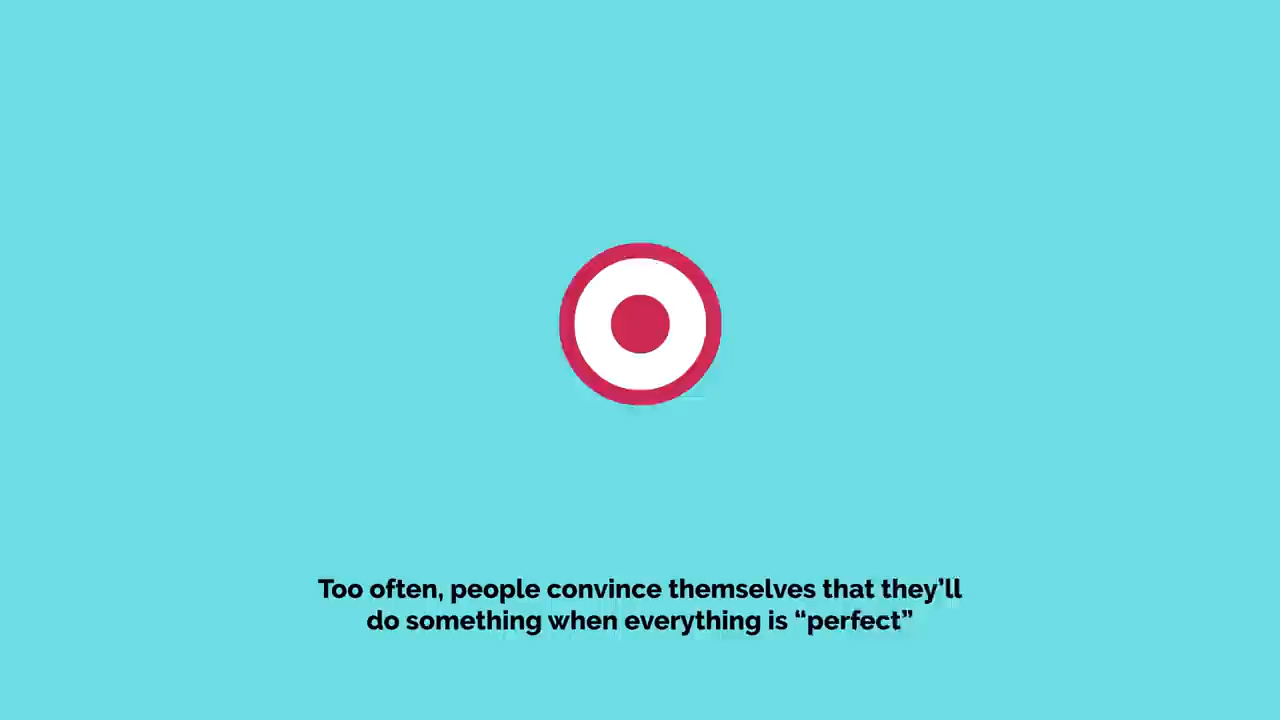 Too often, people convince themselves that they’ll
do something when everything is “perfect”